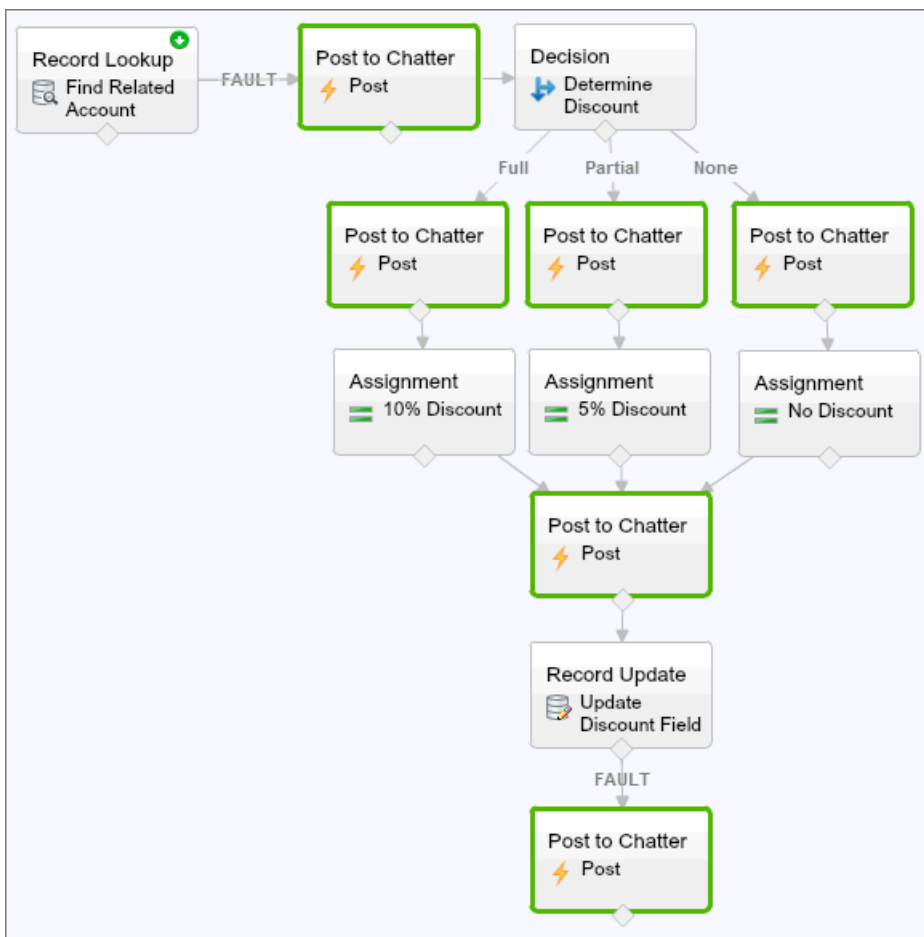 Record Lookup
Find Related
Account
FAULT
Post to Chatter
Post
Decision
Determine
Discount
Full
Partial
None
Post to Chatter
Post
Post to Chatter
Post
Post to Chatter
Post
Assignment
10% Discount
Assignment
5% Discount
Assignment
No Discount
Post to Chatter
Post
Record Update
Update
Discount Field
FAULT
Post to Chatter
Post